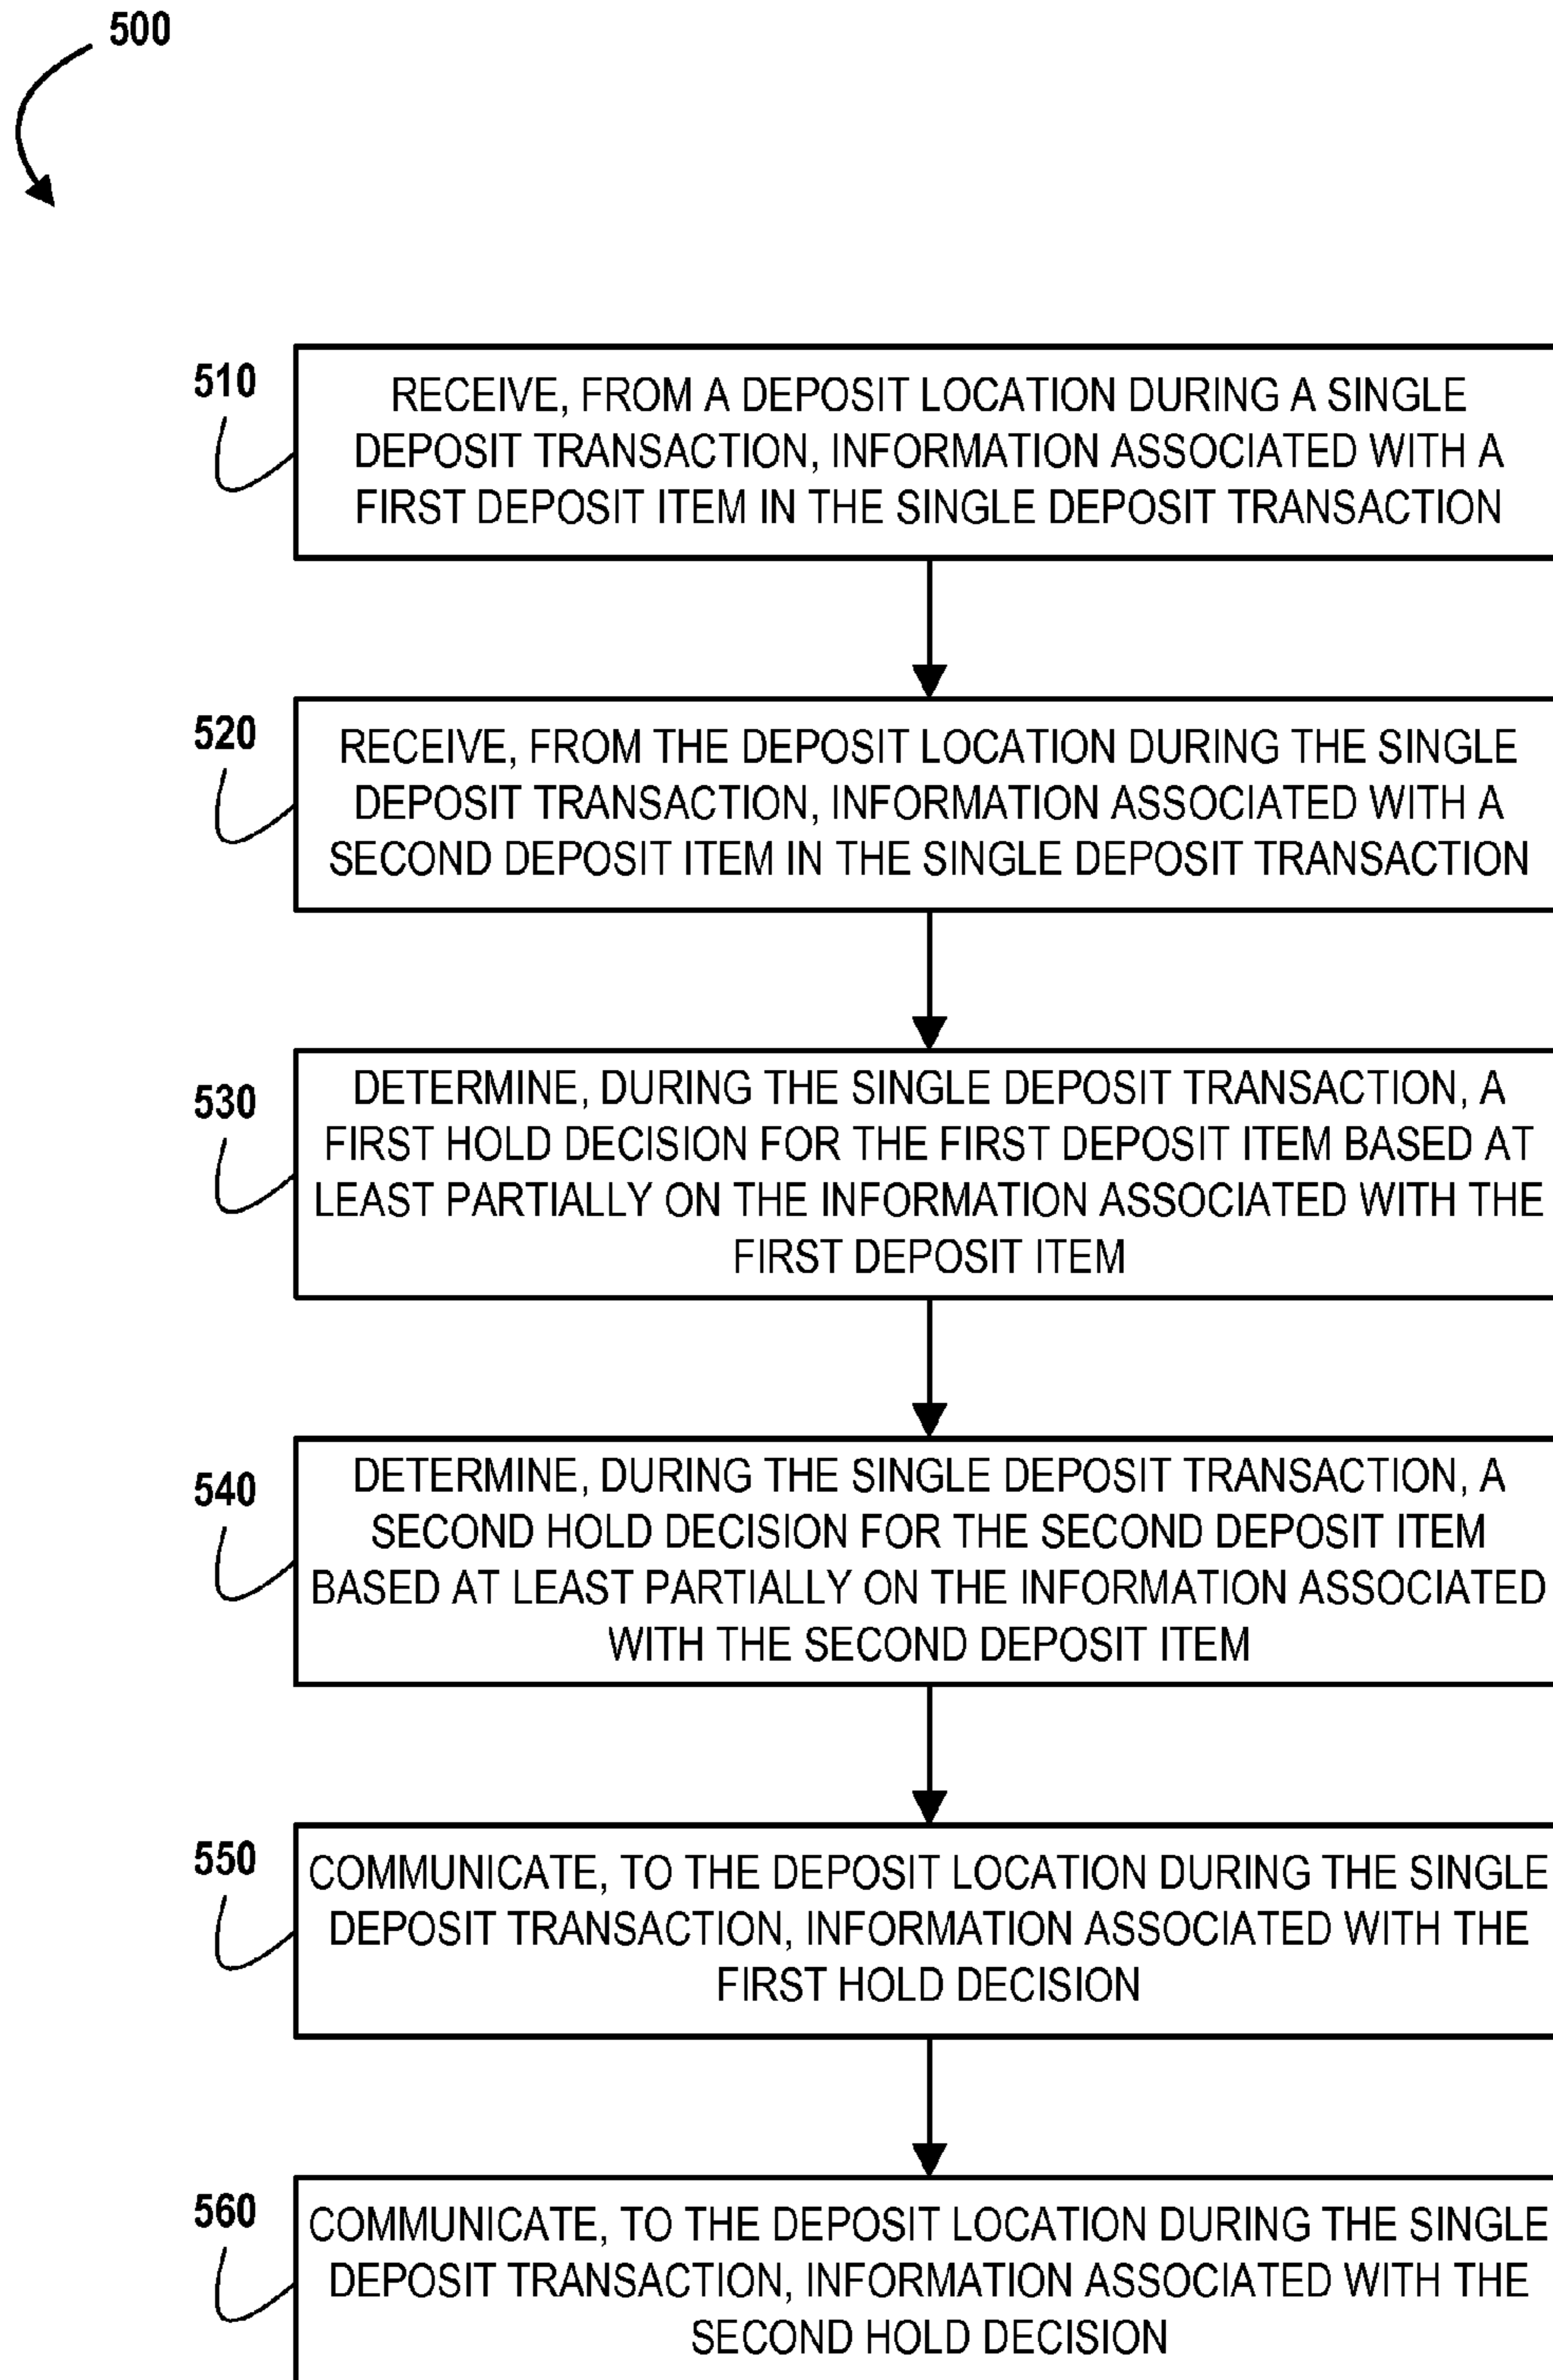 500
510
RECEIVE, FROM A DEPOSIT LOCATION DURING A SINGLE
DEPOSIT TRANSACTION, INFORMATION ASSOCIATED WITH A
FIRST DEPOSIT ITEM IN THE SINGLE DEPOSIT TRANSACTION
520
RECEIVE, FROM THE DEPOSIT LOCATION DURING THE SINGLE
DEPOSIT TRANSACTION, INFORMATION ASSOCIATED WITH A
SECOND DEPOSIT ITEM IN THE SINGLE DEPOSIT TRANSACTION
530
DETERMINE, DURING THE SINGLE DEPOSIT TRANSACTION, A
FIRST HOLD DECISION FOR THE FIRST DEPOSIT ITEM BASED AT
LEAST PARTIALLY ON THE INFORMATION ASSOCIATED WITH THE
FIRST DEPOSIT ITEM
540
DETERMINE, DURING THE SINGLE DEPOSIT TRANSACTION, A
SECOND HOLD DECISION FOR THE SECOND DEPOSIT ITEM
BASED AT LEAST PARTIALLY ON THE INFORMATION ASSOCIATED
WITH THE SECOND DEPOSIT ITEM
550
COMMUNICATE, TO THE DEPOSIT LOCATION DURING THE SINGLE
DEPOSIT TRANSACTION, INFORMATION ASSOCIATED WITH THE
FIRST HOLD DECISION
560
COMMUNICATE, TO THE DEPOSIT LOCATION DURING THE SINGLE
DEPOSIT TRANSACTION, INFORMATION ASSOCIATED WITH THE
SECOND HOLD DECISION